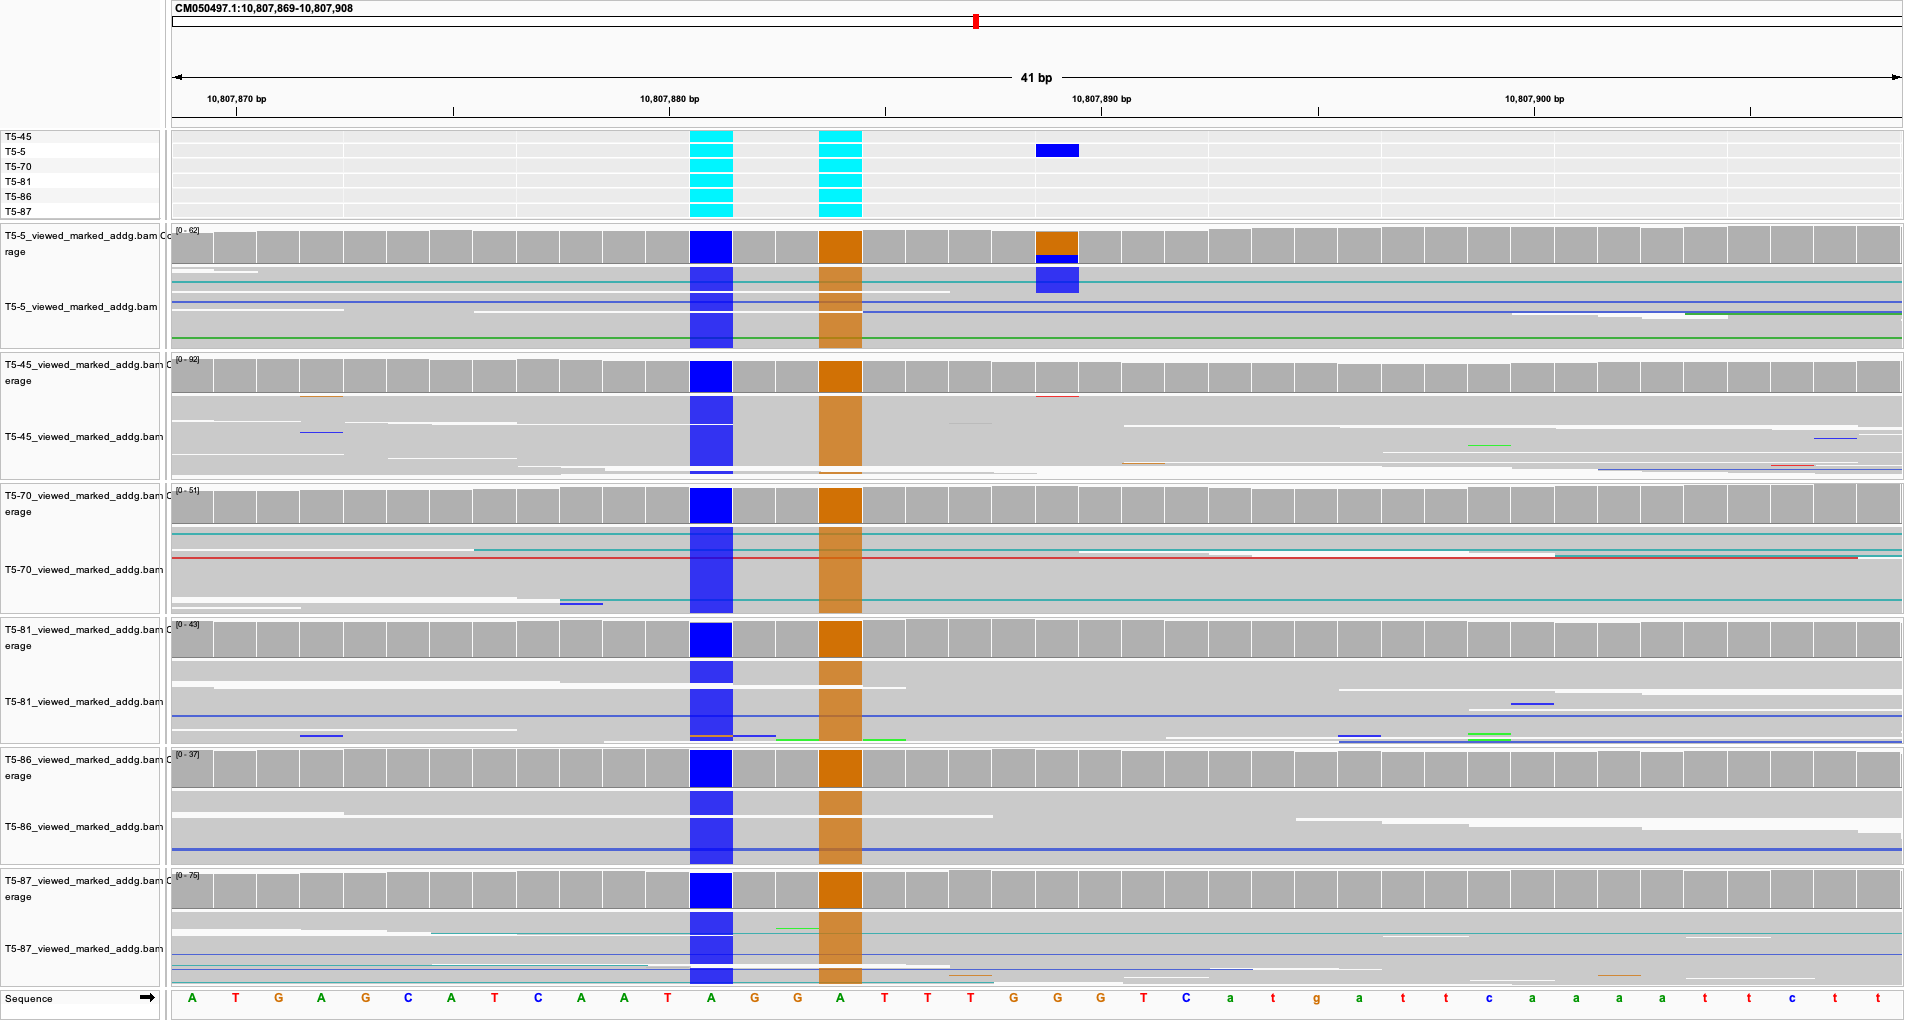 CM050497.1:10,807,869-10,807,908
41 bp
10,807,870 bp 10,807,880 bp 10,807,890 bp 10,807,900 bp
T5-45
T5-5
T5-70
T5-81
T5-86
T5-87
T5-5_viewed_marked_addg.bam Co
rage
[0 - 62]
T5-5_viewed_marked_addg.bam
T5-45_viewed_marked_addg.bam C
erage
[0 - 92]
T5-45_viewed_marked_addg.bam
T5-70_viewed_marked_addg.bam C
erage
[0 - 51]
T5-70_viewed_marked_addg.bam
T5-81_viewed_marked_addg.bam C
erage
[0 - 43]
T5-81_viewed_marked_addg.bam
T5-86_viewed_marked_addg.bam C
erage
[0 - 37]
T5-86_viewed_marked_addg.bam
T5-87_viewed_marked_addg.bam C
erage
[0 - 75]
T5-87_viewed_marked_addg.bam
Sequence A T G A G C A T C A A T A G G A T T T G G G T C a t g a t t c a a a a t t c t t